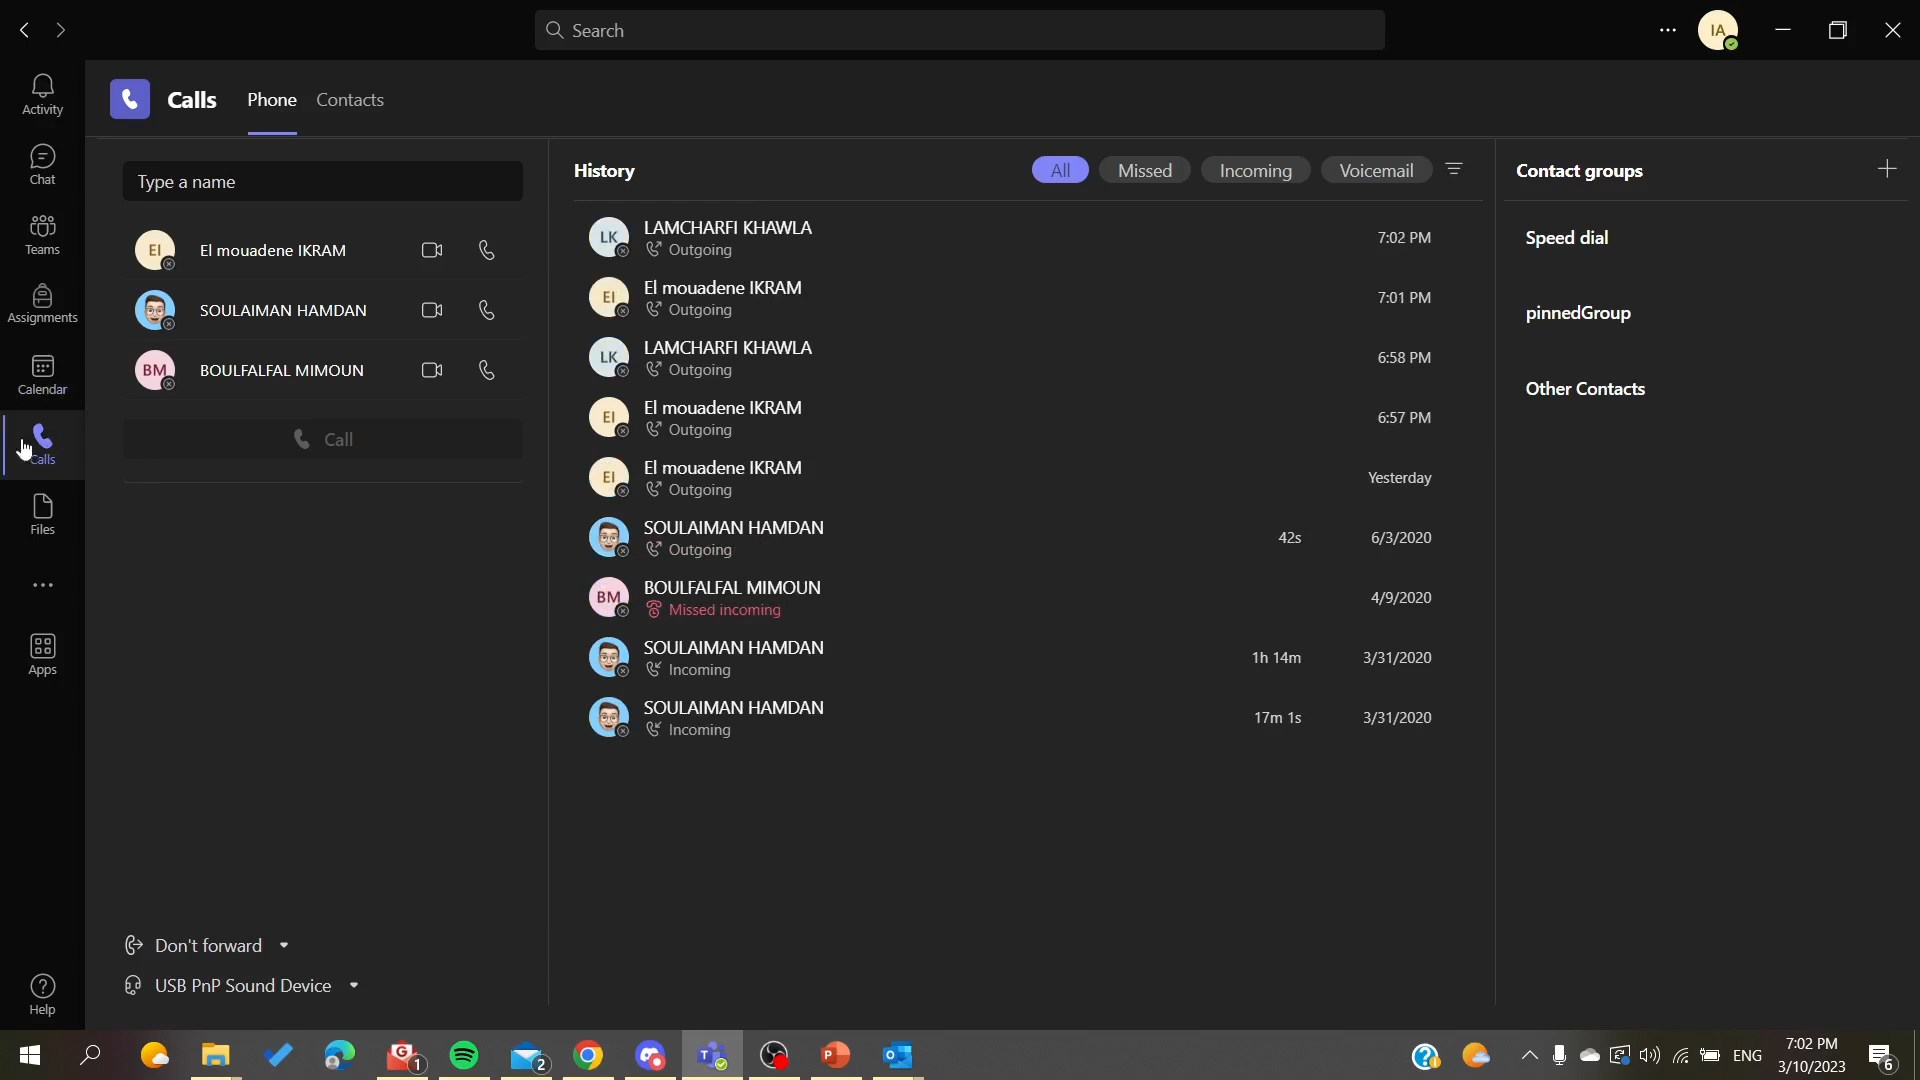 Search
IA
Activity
Chat
Teams
Assignments
Calendar
Calls
Files
Apps
Help
Calls
Phone
Contacts
Type a name
EI
El mouadene IKRAM
SOULAIMAN HAMDAN
BM
BOULFALFAL MIMOUN
Call
Don't forward
USB PnP Sound Device
History
All
Missed
Incoming
Voicemail
LK
LAMCHARFI KHAWLA
Outgoing
7:02 PM
EI
El mouadene IKRAM
Outgoing
7:01 PM
LK
LAMCHARFI KHAWLA
Outgoing
6:58 PM
EI
El mouadene IKRAM
Outgoing
6:57 PM
EI
El mouadene IKRAM
Outgoing
Yesterday
SOULAIMAN HAMDAN
Outgoing
42s
6/3/2020
BM
BOULFALFAL MIMOUN
Missed incoming
4/9/2020
SOULAIMAN HAMDAN
Incoming
1h 14m
3/31/2020
SOULAIMAN HAMDAN
Incoming
17m 1s
3/31/2020
Contact groups
Speed dial
pinnedGroup
Other Contacts
G
1
2
T
P
O
?
ENG
7:02 PM
3/10/2023
6